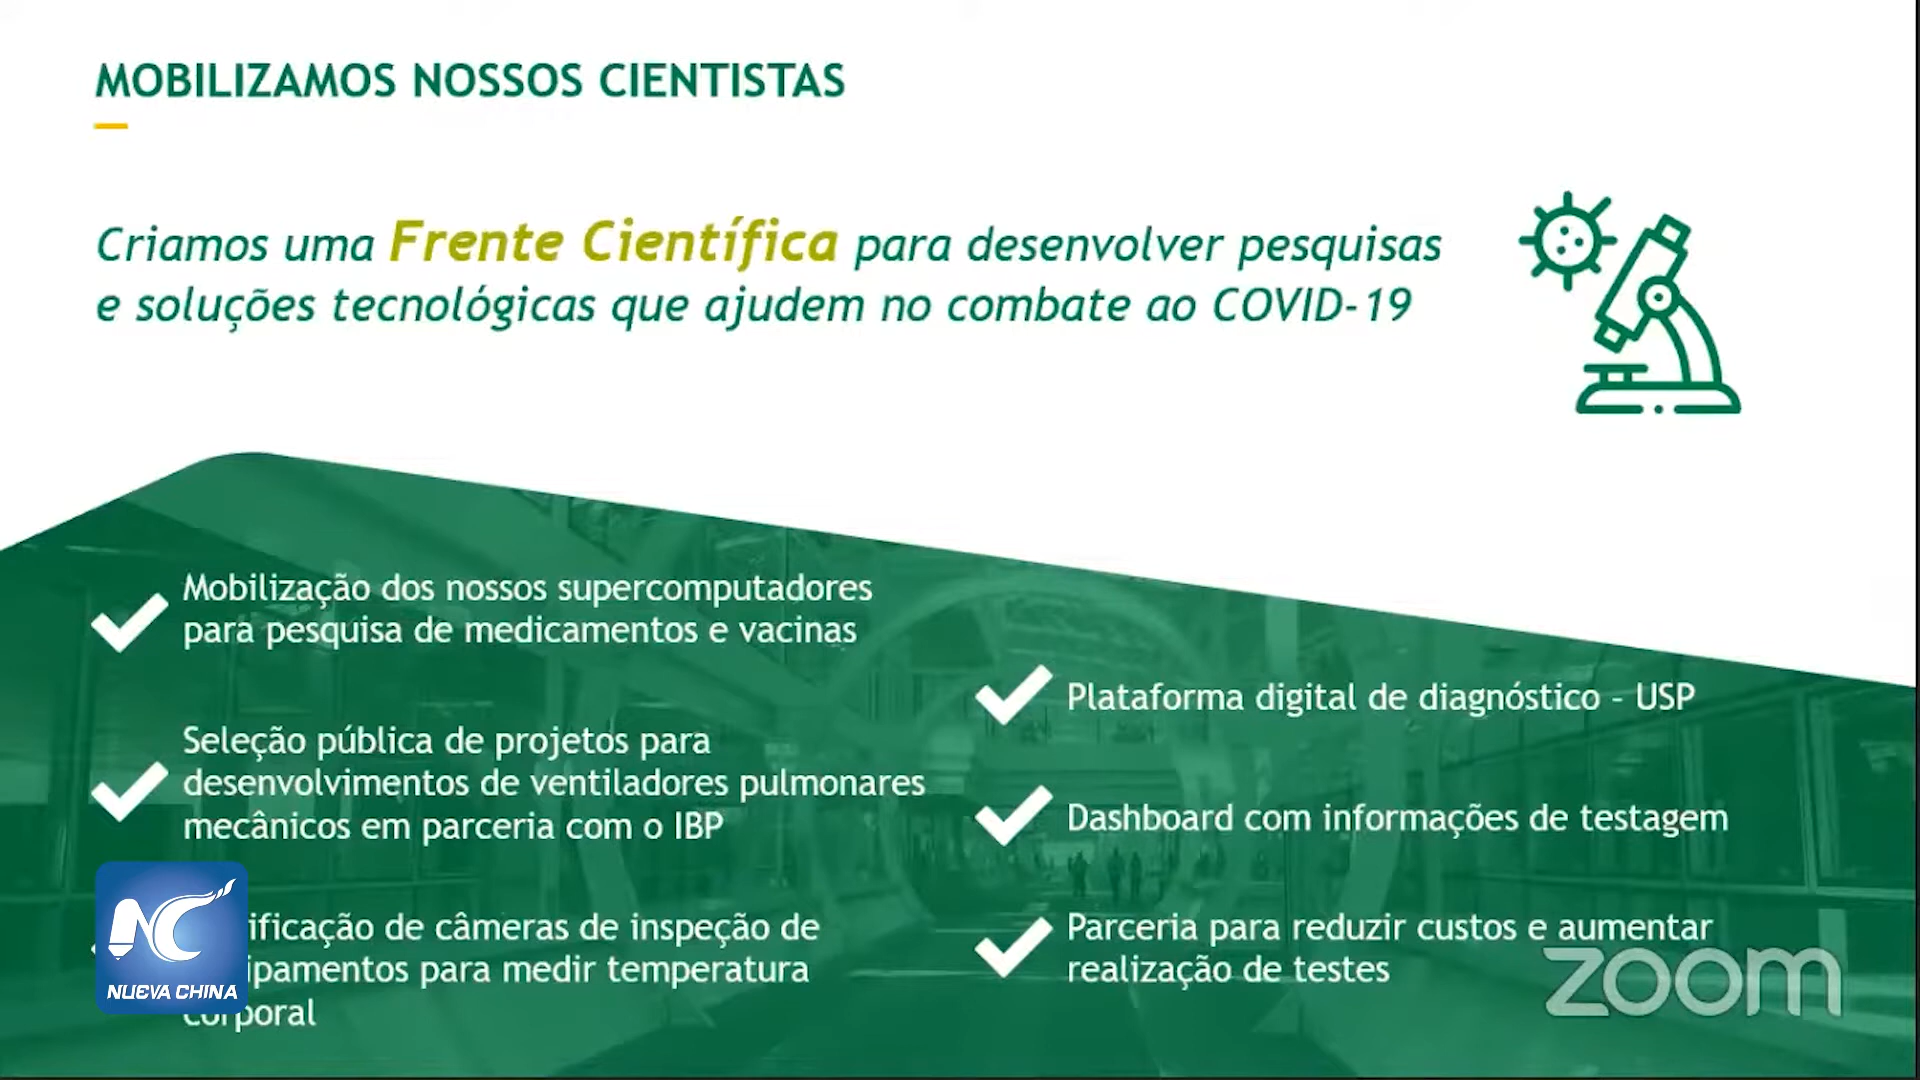 MOBILIZAMOS NOSSOS CIENTISTAS
Criamos uma Frente Científica para desenvolver pesquisas
e soluções tecnológicas que ajudem no combate ao COVID-19
Mobilização dos nossos supercomputadores
para pesquisa de medicamentos e vacinas
Seleção pública de projetos para
desenvolvimentos de ventiladores pulmonares
mecânicos em parceria com o IBP
de câmeras de inspeção de
para medir temperatura
corporal
Plataforma digital de diagnóstico - USP
Dashboard com informações de testagem
Parceria para reduzir custos e aumentar
realização de testes
NC
NUEVA CHINA
zoom